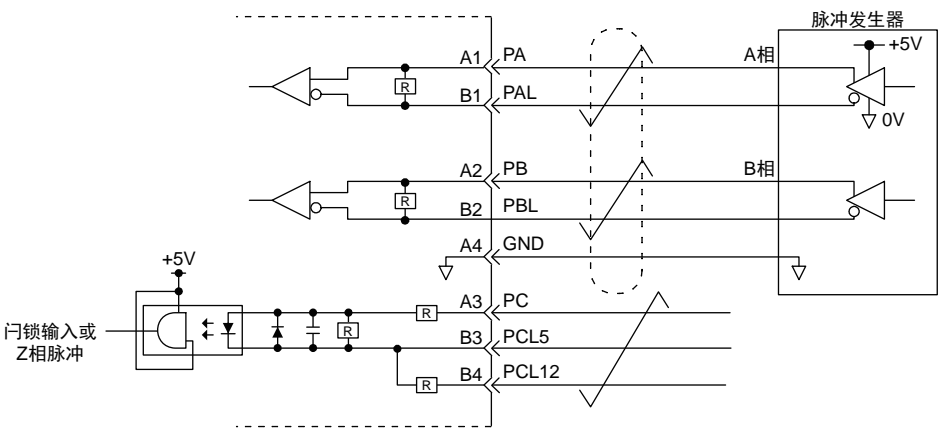 脉冲发生器
+5V
A1 PA A相
R
B1 PAL
0V
A2 PB B相
R
B2 PBL
A4 GND
+5V
A3 PC
R
门锁输入或
Z相脉冲
R
B3 PCL5
B4 PCL12
R